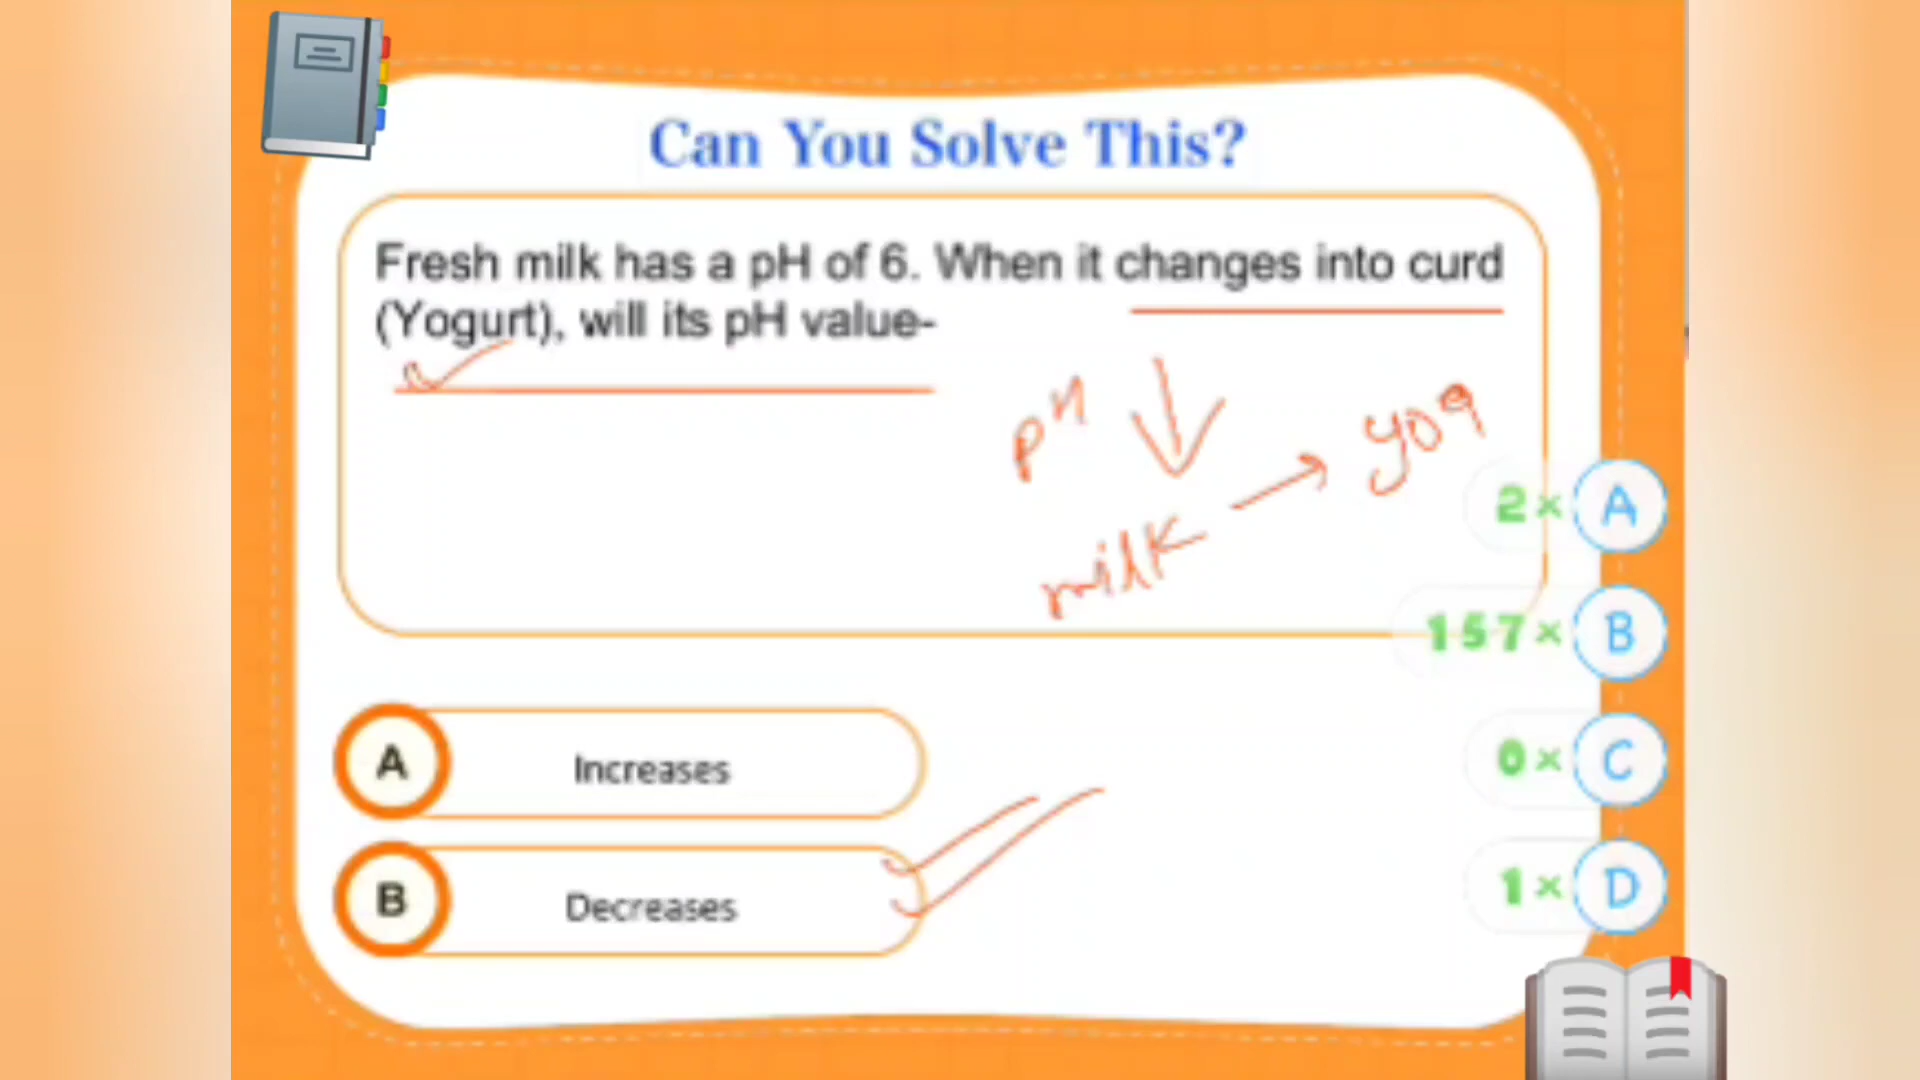 Can You Solve This?
Fresh milk has a pH of 6. When it changes into curd
(Yogurt), will its pH value-
pH
milk → yog
2× A
157× B
0× C
1× D
A Increases
B Decreases